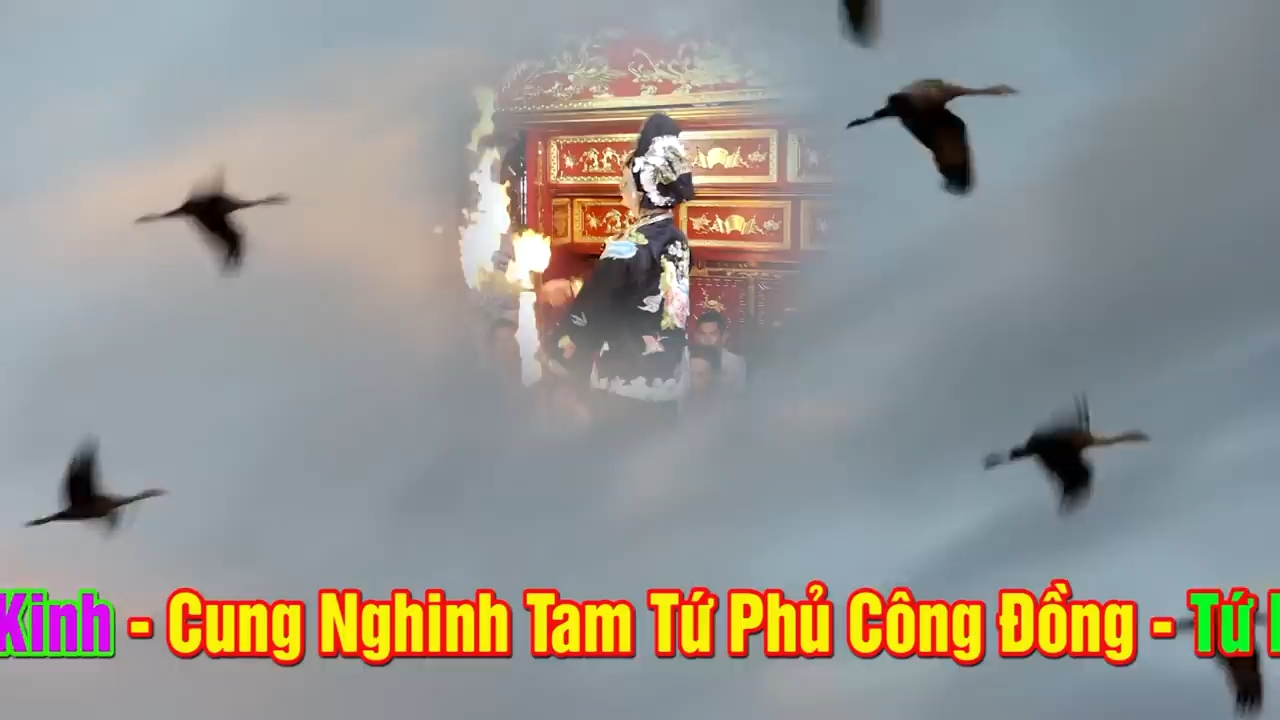 Kinh - Cung Nghinh Tam Tứ Phủ Công Đồng - Tứ